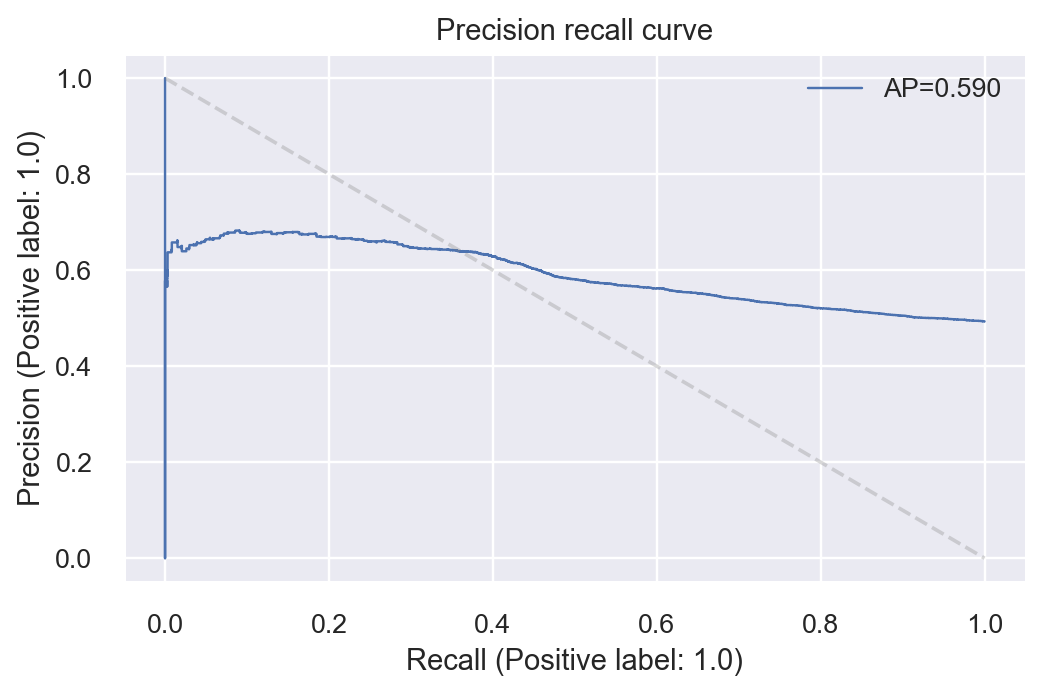 Precision recall curve
AP=0.590
Precision (Positive label: 1.0)
1.0
0.8
0.6
0.4
0.2
0.0
0.0 0.2 0.4 0.6 0.8 1.0
Recall (Positive label: 1.0)